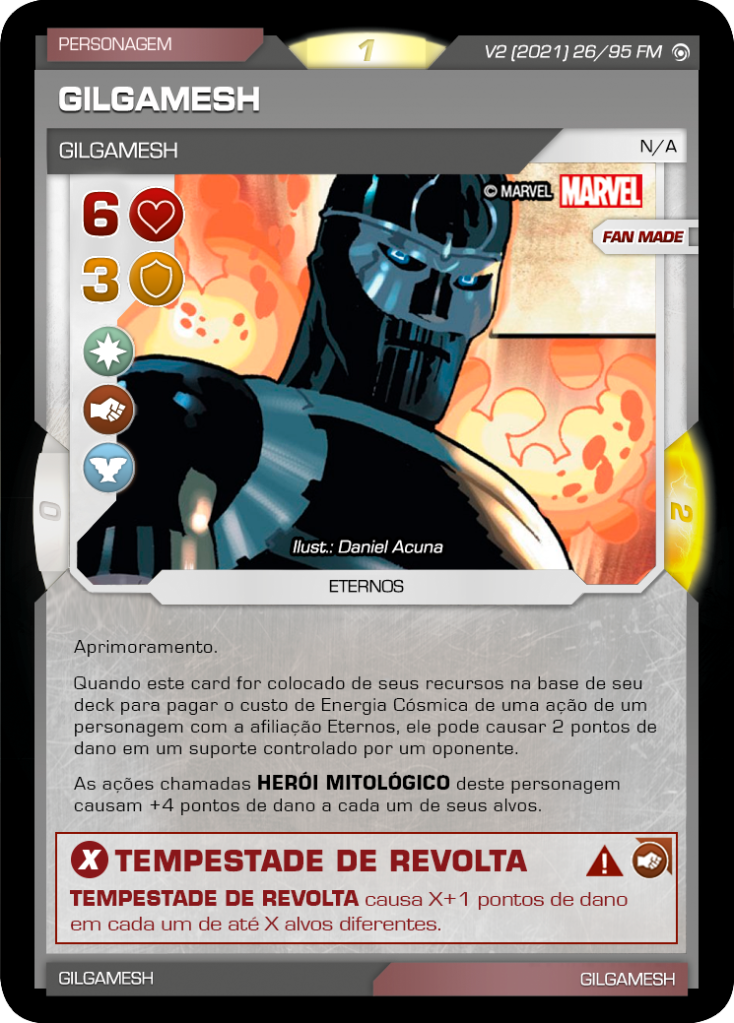 PERSONAGEM
1
V2 (2021) 26/95 FM
GILGAMESH
GILGAMESH
N/A
6
© MARVEL MARVEL
FAN MADE
3
0
2
Ilust.: Daniel Acuna
ETERNOS
Aprimoramento.
Quando este card for colocado de seus recursos na base de seu
deck para pagar o custo de Energia Cósmica de uma ação de um
personagem com a afiliação Eternos, ele pode causar 2 pontos de
dano em um suporte controlado por um oponente.
As ações chamadas HERÓI MITOLÓGICO deste personagem
causam +4 pontos de dano a cada um de seus alvos.
X TEMPESTADE DE REVOLTA
TEMPESTADE DE REVOLTA causa X+1 pontos de dano
em cada um de até X alvos diferentes.
GILGAMESH
GILGAMESH